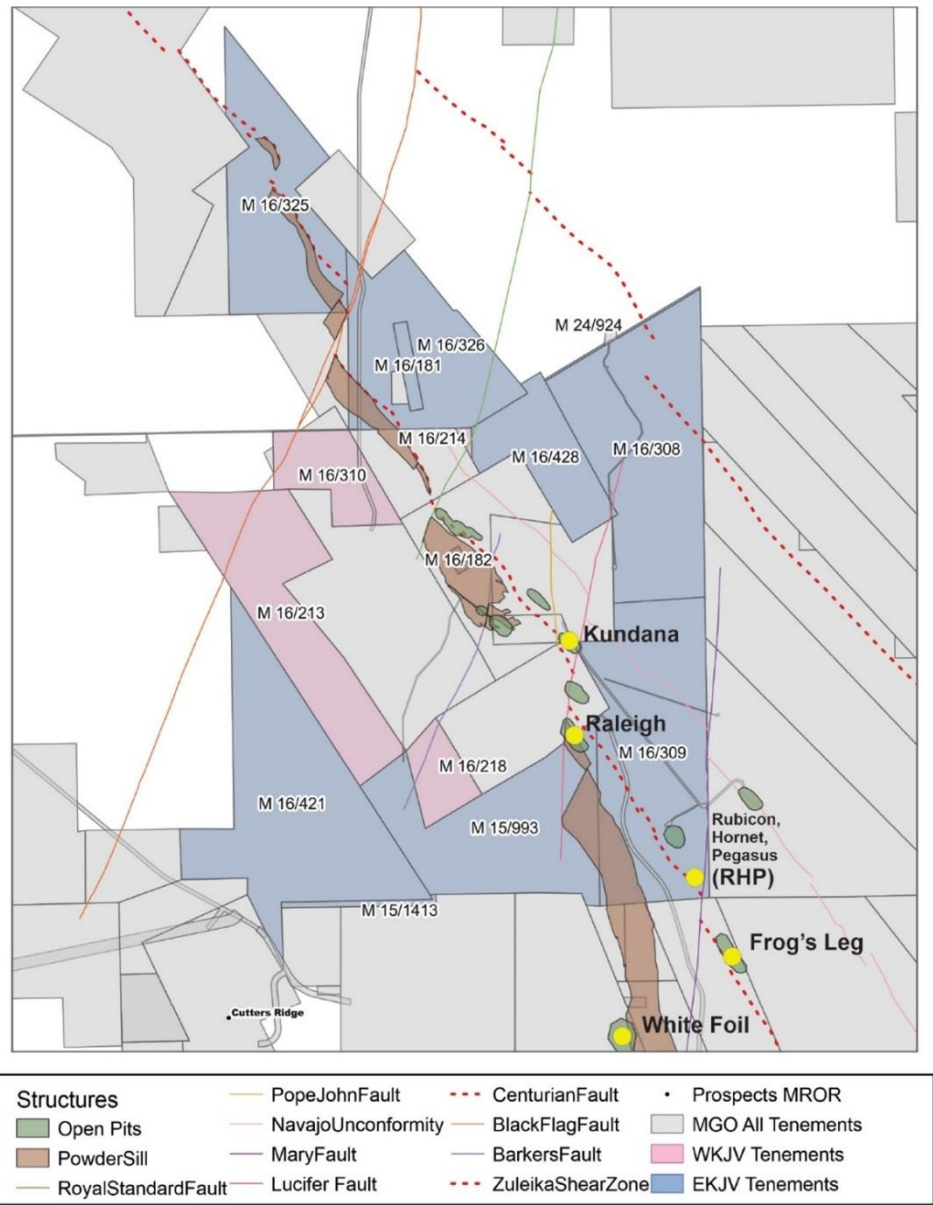 M 16/325
M 24/924
M 16/326
M 16/181
M 16/214
M 16/428
M 16/308
M 16/310
M 16/182
M 16/213
Kundana
Raleigh
M 16/309
M 16/218
M 16/421
M 15/993
Rubicon,
Hornet,
Pegasus
(RHP)
M 15/1413
Frog's Leg
Cutters Ridge
White Foil
Structures
Open Pits
PowderSill
RoyalStandardFault
PopeJohnFault
NavajoUnconformity
MaryFault
Lucifer Fault
CenturianFault
BlackFlagFault
BarkersFault
ZuleikaShearZone
Prospects MROR
MGO All Tenements
WKJV Tenements
EKJV Tenements